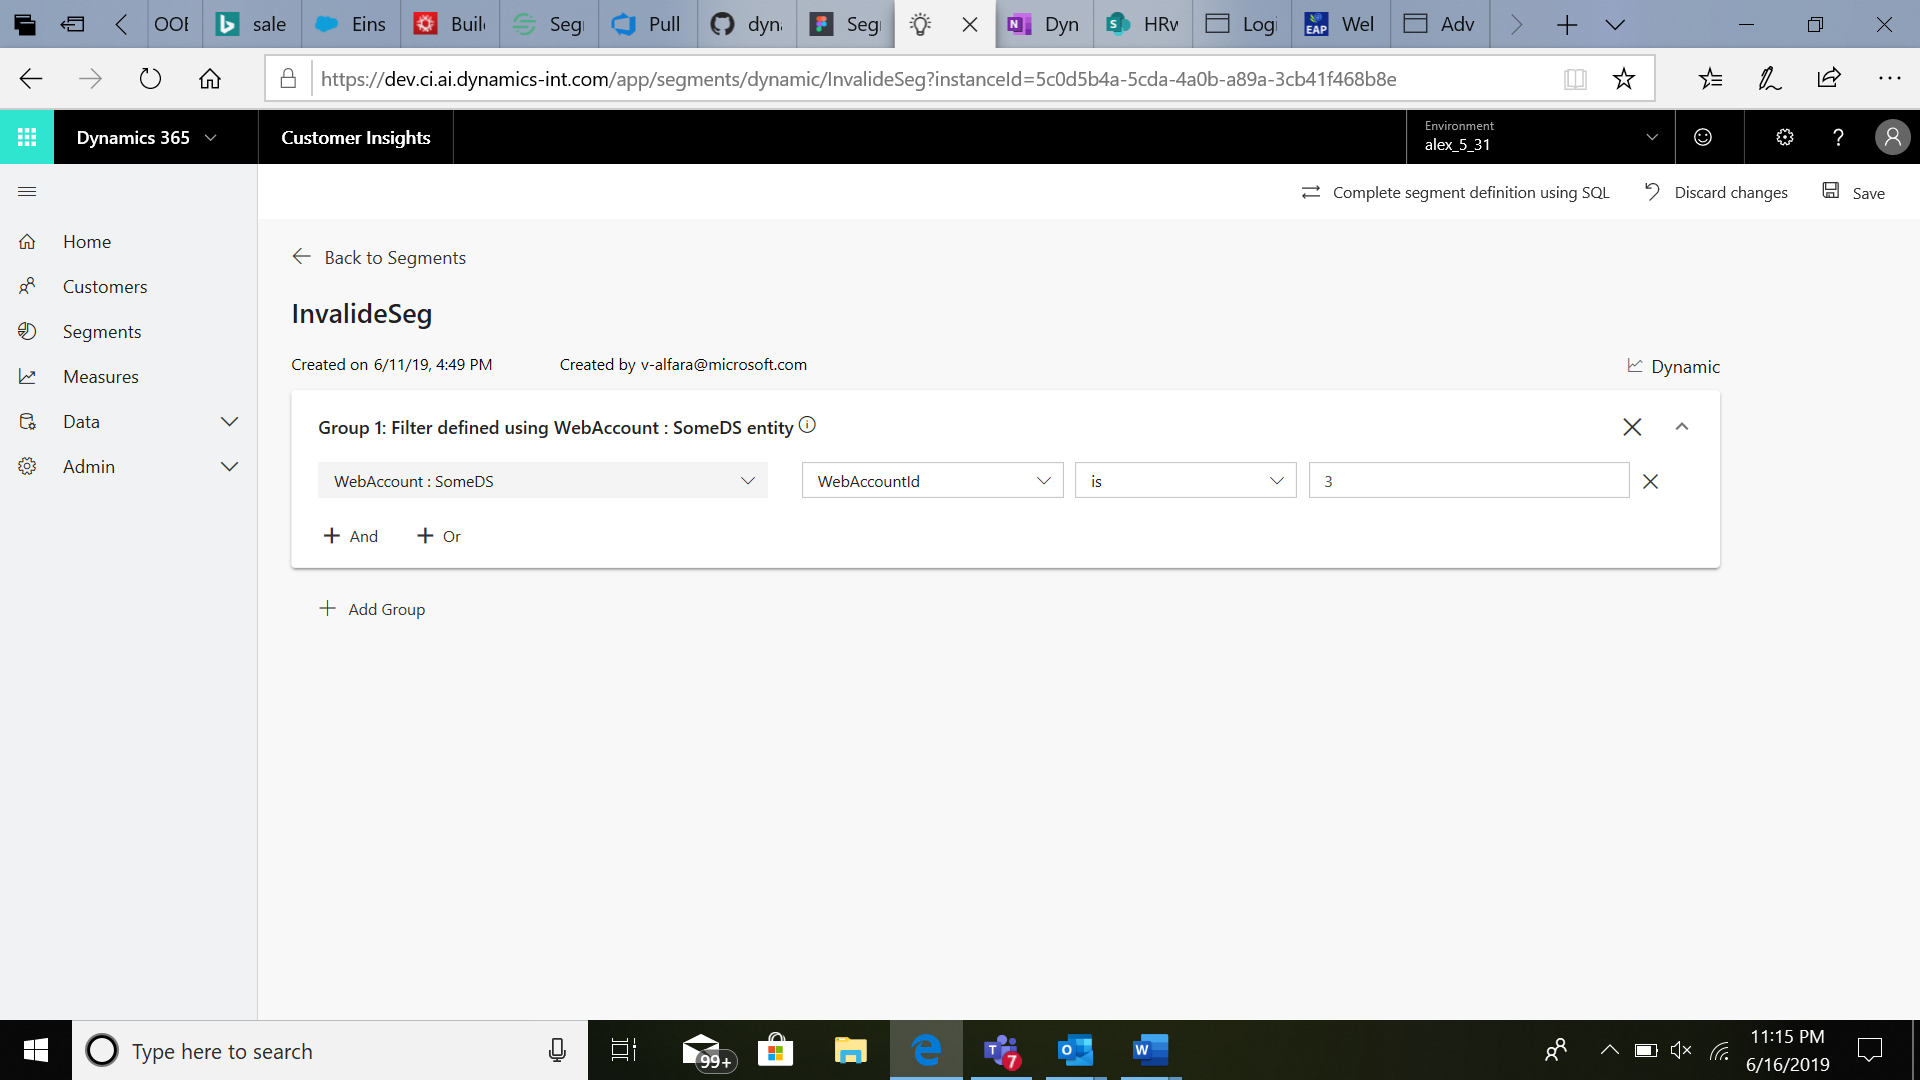 OOE
sale
Eins
Buil
Seg
Pull
dyn
Seg
Dyn
HRw
Logi
EAP
Wel
Adv
https://dev.ci.ai.dynamics-int.com/app/segments/dynamic/InvalideSeg?instanceId=5c0d5b4a-5cda-4a0b-a89a-3cb41f468b8e
Dynamics 365
Customer Insights
Environment
alex_5_31
?
Complete segment definition using SQL
Discard changes
Save
Home
Customers
Segments
Measures
Data
Admin
Back to Segments
InvalideSeg
Created on 6/11/19, 4:49 PM
Created by v-alfara@microsoft.com
Dynamic
Group 1: Filter defined using WebAccount : SomeDS entity
WebAccount : SomeDS
WebAccountId
is
3
And
Or
Add Group
Type here to search
99+
7
11:15 PM
6/16/2019